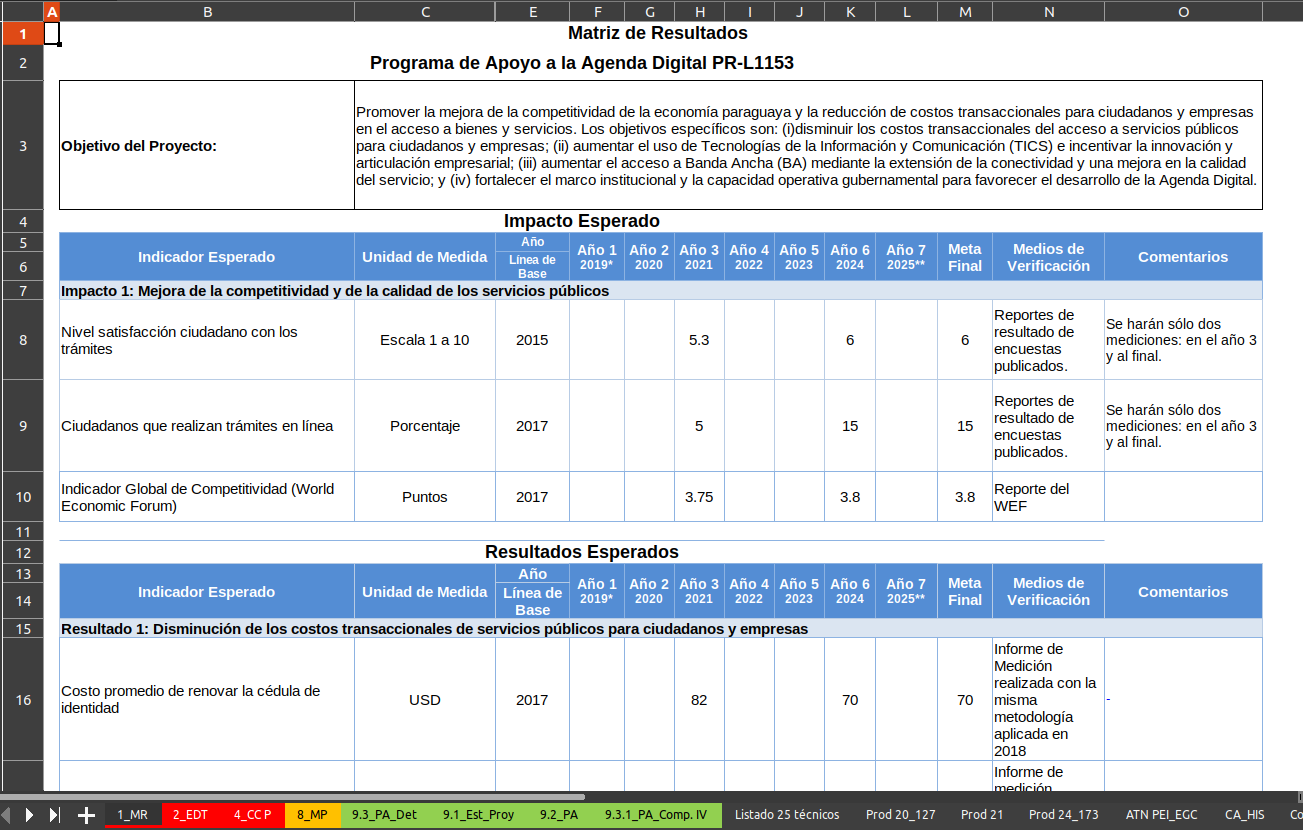 A B C E F G H I J K L M N O
1 Matriz de Resultados
2 Programa de Apoyo a la Agenda Digital PR-L1153
3 Objetivo del Proyecto:
Promover la mejora de la competitividad de la economía paraguaya y la reducción de costos transaccionales para ciudadanos y empresas
en el acceso a bienes y servicios. Los objetivos específicos son: (i)disminuir los costos transaccionales del acceso a servicios públicos
para ciudadanos y empresas; (ii) aumentar el uso de Tecnologías de la Información y Comunicación (TICS) e incentivar la innovación y
articulación empresarial; (iii) aumentar el acceso a Banda Ancha (BA) mediante la extensión de la conectividad y una mejora en la calidad
del servicio; y (iv) fortalecer el marco institucional y la capacidad operativa gubernamental para favorecer el desarrollo de la Agenda Digital.
4 Impacto Esperado
5
6
Indicador Esperado
Unidad de Medida
Año
Línea de
Base
Año 1
2019*
Año 2
2020
Año 3
2021
Año 4
2022
Año 5
2023
Año 6
2024
Año 7
2025**
Meta
Final
Medios de
Verificación
Comentarios
7 Impacto 1: Mejora de la competitividad y de la calidad de los servicios públicos
8
Nivel satisfacción ciudadano con los
trámites
Escala 1 a 10
2015
5.3
6
6
Reportes de
resultado de
encuestas
publicados.
Se harán sólo dos
mediciones: en el año 3
y al final.
9
Ciudadanos que realizan trámites en línea
Porcentaje
2017
5
15
15
Reportes de
resultado de
encuestas
publicados.
Se harán sólo dos
mediciones: en el año 3
y al final.
10
Indicador Global de Competitividad (World
Economic Forum)
Puntos
2017
3.75
3.8
3.8
Reporte del
WEF
11
12 Resultados Esperados
13
14
Indicador Esperado
Unidad de Medida
Año
Línea de
Base
Año 1
2019*
Año 2
2020
Año 3
2021
Año 4
2022
Año 5
2023
Año 6
2024
Año 7
2025**
Meta
Final
Medios de
Verificación
Comentarios
15 Resultado 1: Disminución de los costos transaccionales de servicios públicos para ciudadanos y empresas
16
Costo promedio de renovar la cédula de
identidad
USD
2017
82
70
70
Informe de
Medición
realizada con la
misma
metodología
aplicada en
2018
-
Informe de
medición
1_MR 2_EDT 4_CC P 8_MP 9.3_PA_Det 9.1_Est_Proy 9.2_PA 9.3.1_PA_Comp. IV Listado 25 técnicos Prod 20_127 Prod 21 Prod 24_173 ATN PEI_EGC CA_HIS Co